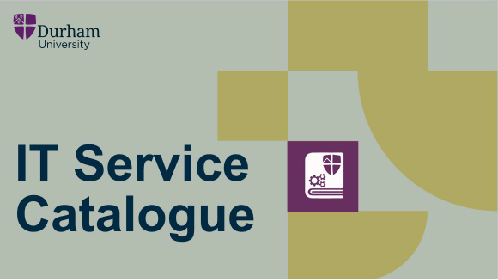 Durham
University
IT Service
Catalogue